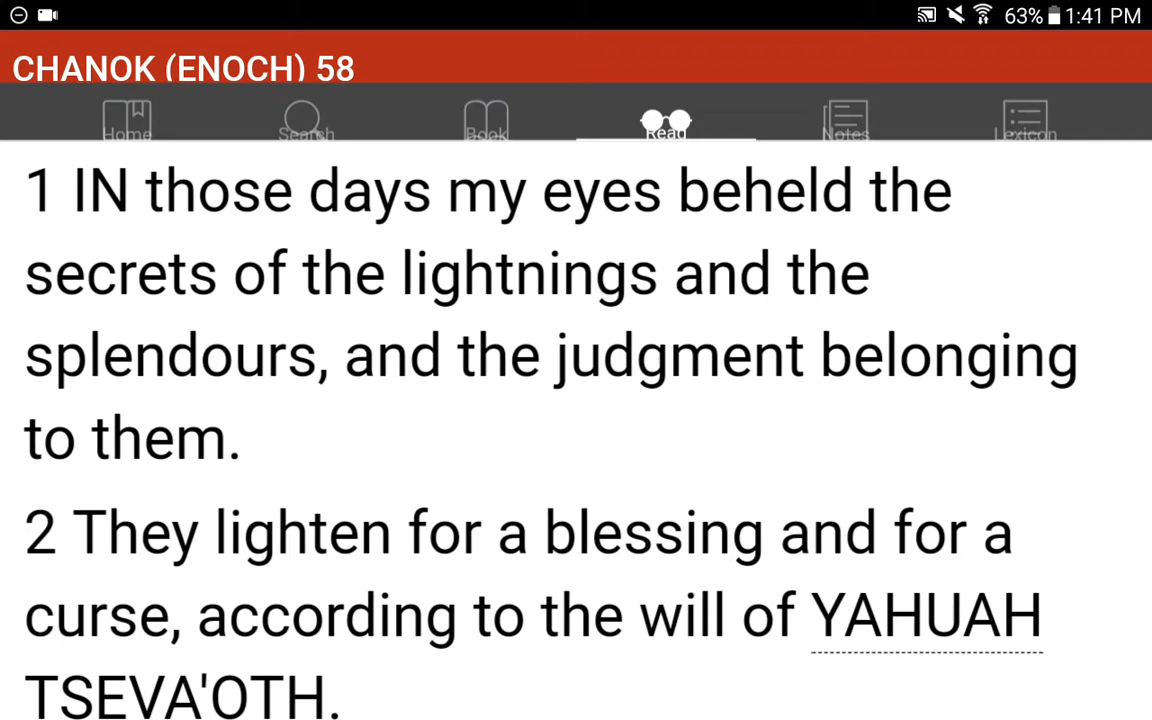 63% 1:41 PM
CHANOK (ENOCH) 58
Home Search Book Read Notes Lexicon
1 IN those days my eyes beheld the
secrets of the lightnings and the
splendours, and the judgment belonging
to them.
2 They lighten for a blessing and for a
curse, according to the will of YAHUAH
TSEVA'OTH.